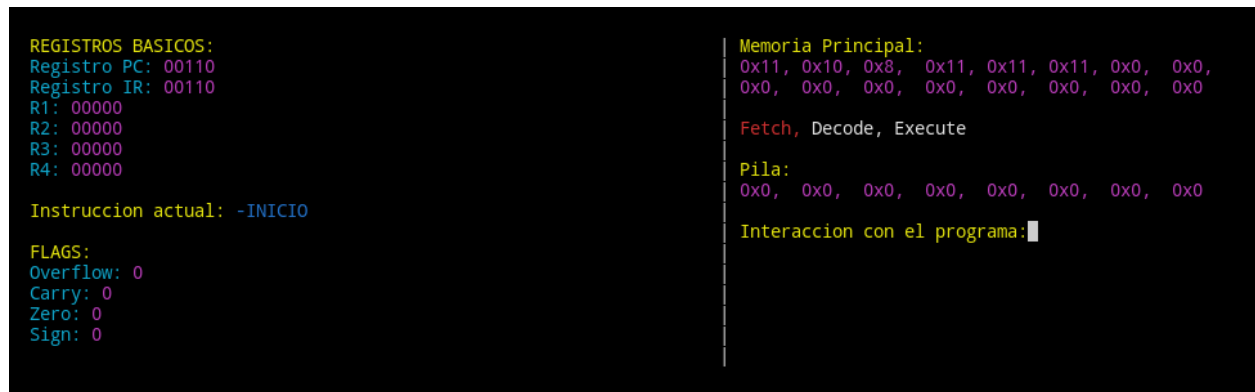 REGISTROS BASICOS:
Registro PC: 00110
Registro IR: 00110
R1: 00000
R2: 00000
R3: 00000
R4: 00000
Instruccion actual: -INICIO
FLAGS:
Overflow: 0
Carry: 0
Zero: 0
Sign: 0
Memoria Principal:
0x11, 0x10, 0x8, 0x11, 0x11, 0x11, 0x0, 0x0,
0x0, 0x0, 0x0, 0x0, 0x0, 0x0, 0x0, 0x0
Fetch, Decode, Execute
Pila:
0x0, 0x0, 0x0, 0x0, 0x0, 0x0, 0x0, 0x0
Interaccion con el programa: